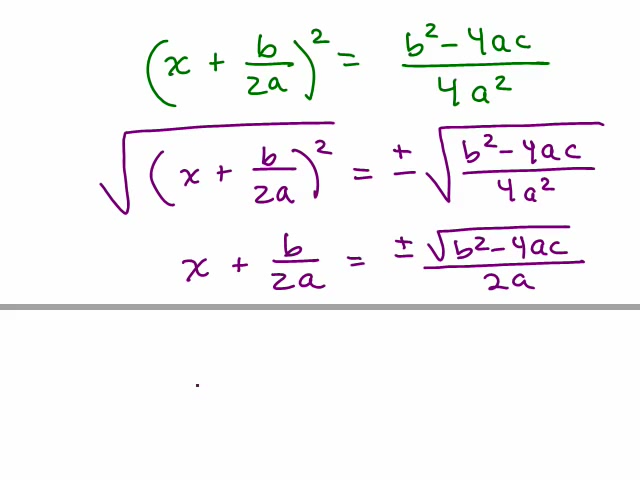 (x + b/2a)² = b² - 4ac/4a²
√(x + b/2a)² = ± √b² - 4ac/4a²
x + b/2a = ± √b² - 4ac/2a